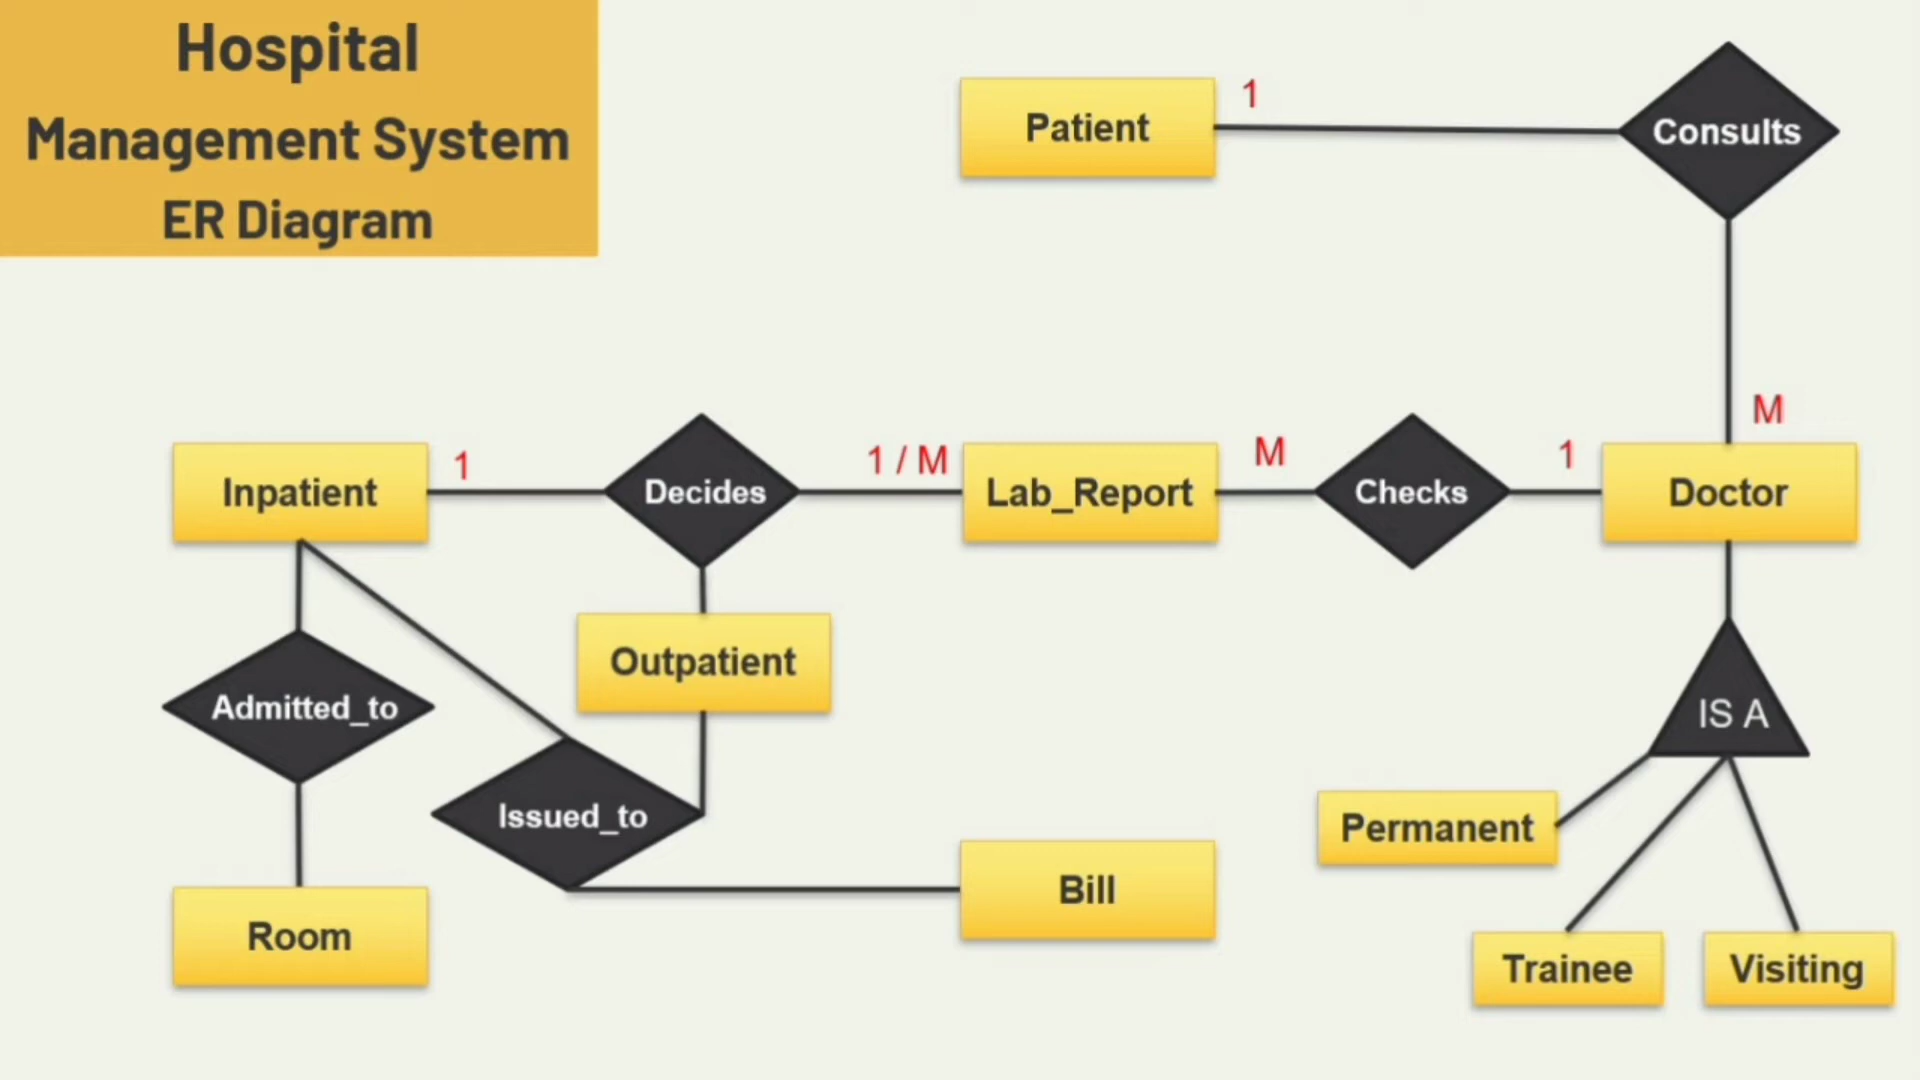 Hospital
Management System
ER Diagram
Patient
1
Consults
M
Inpatient
1
Decides
1 / M
Lab_Report
M
Checks
1
Doctor
Outpatient
Admitted_to
IS A
Issued_to
Permanent
Bill
Room
Trainee
Visiting